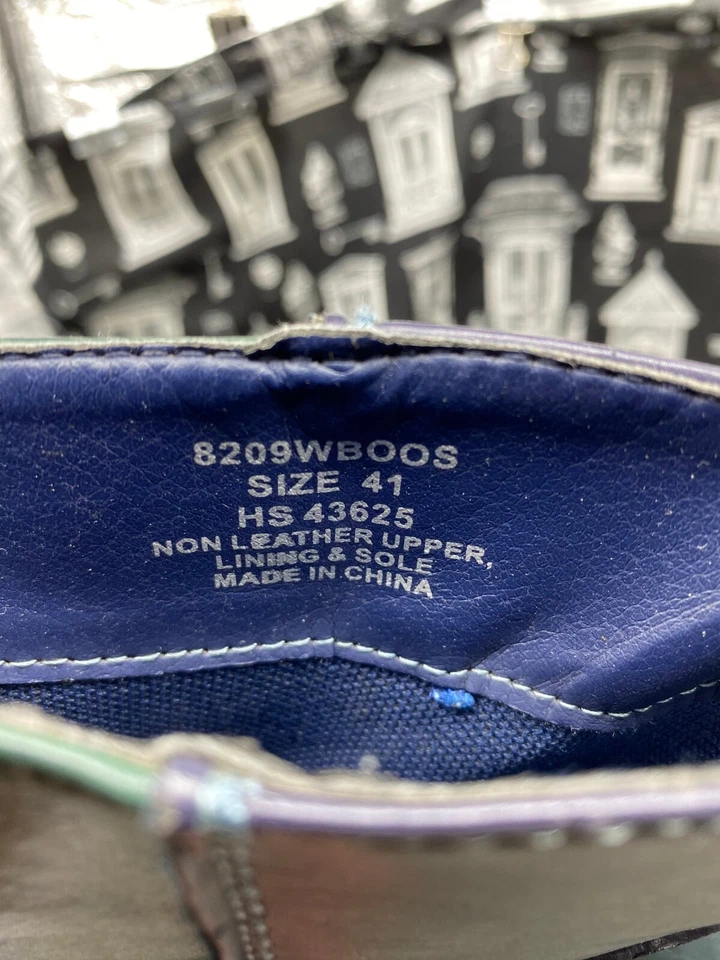 8209WBOOS
SIZE 41
HS 43625
NON LEATHER UPPER,
LINING & SOLE
MADE IN CHINA